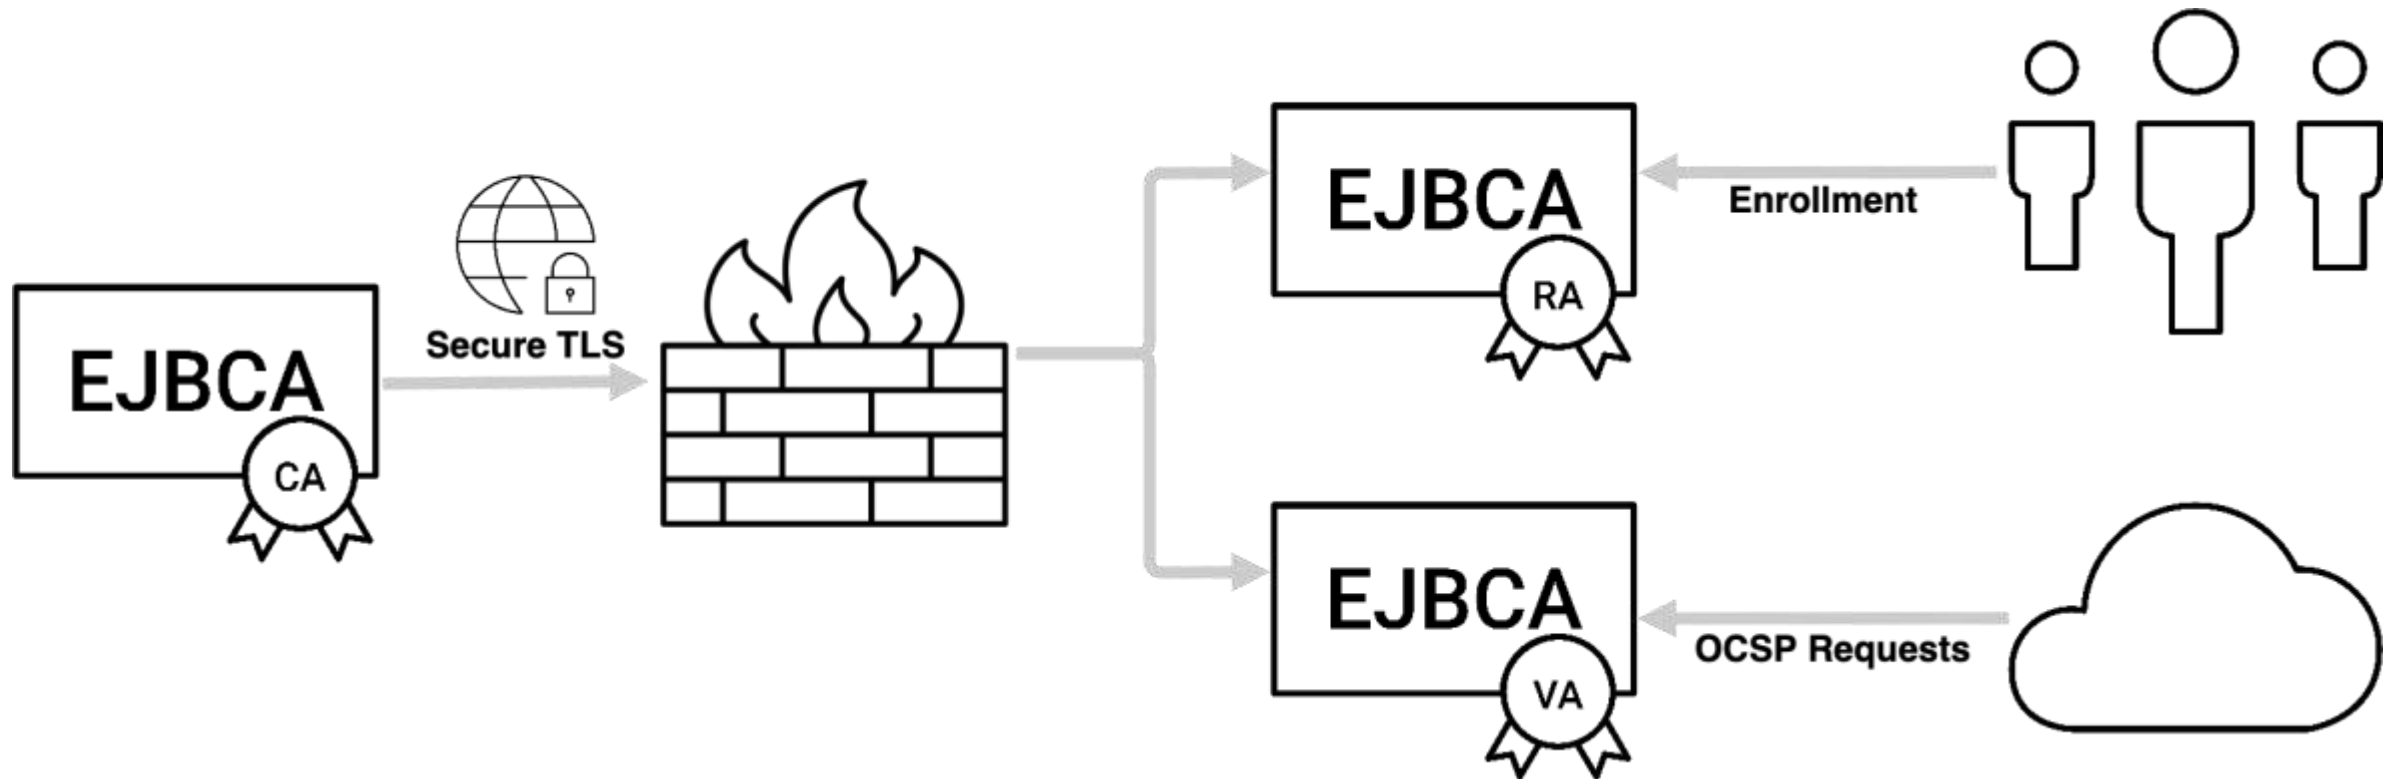 EJBCA
CA
Secure TLS
EJBCA
RA
Enrollment
EJBCA
VA
OCSP Requests